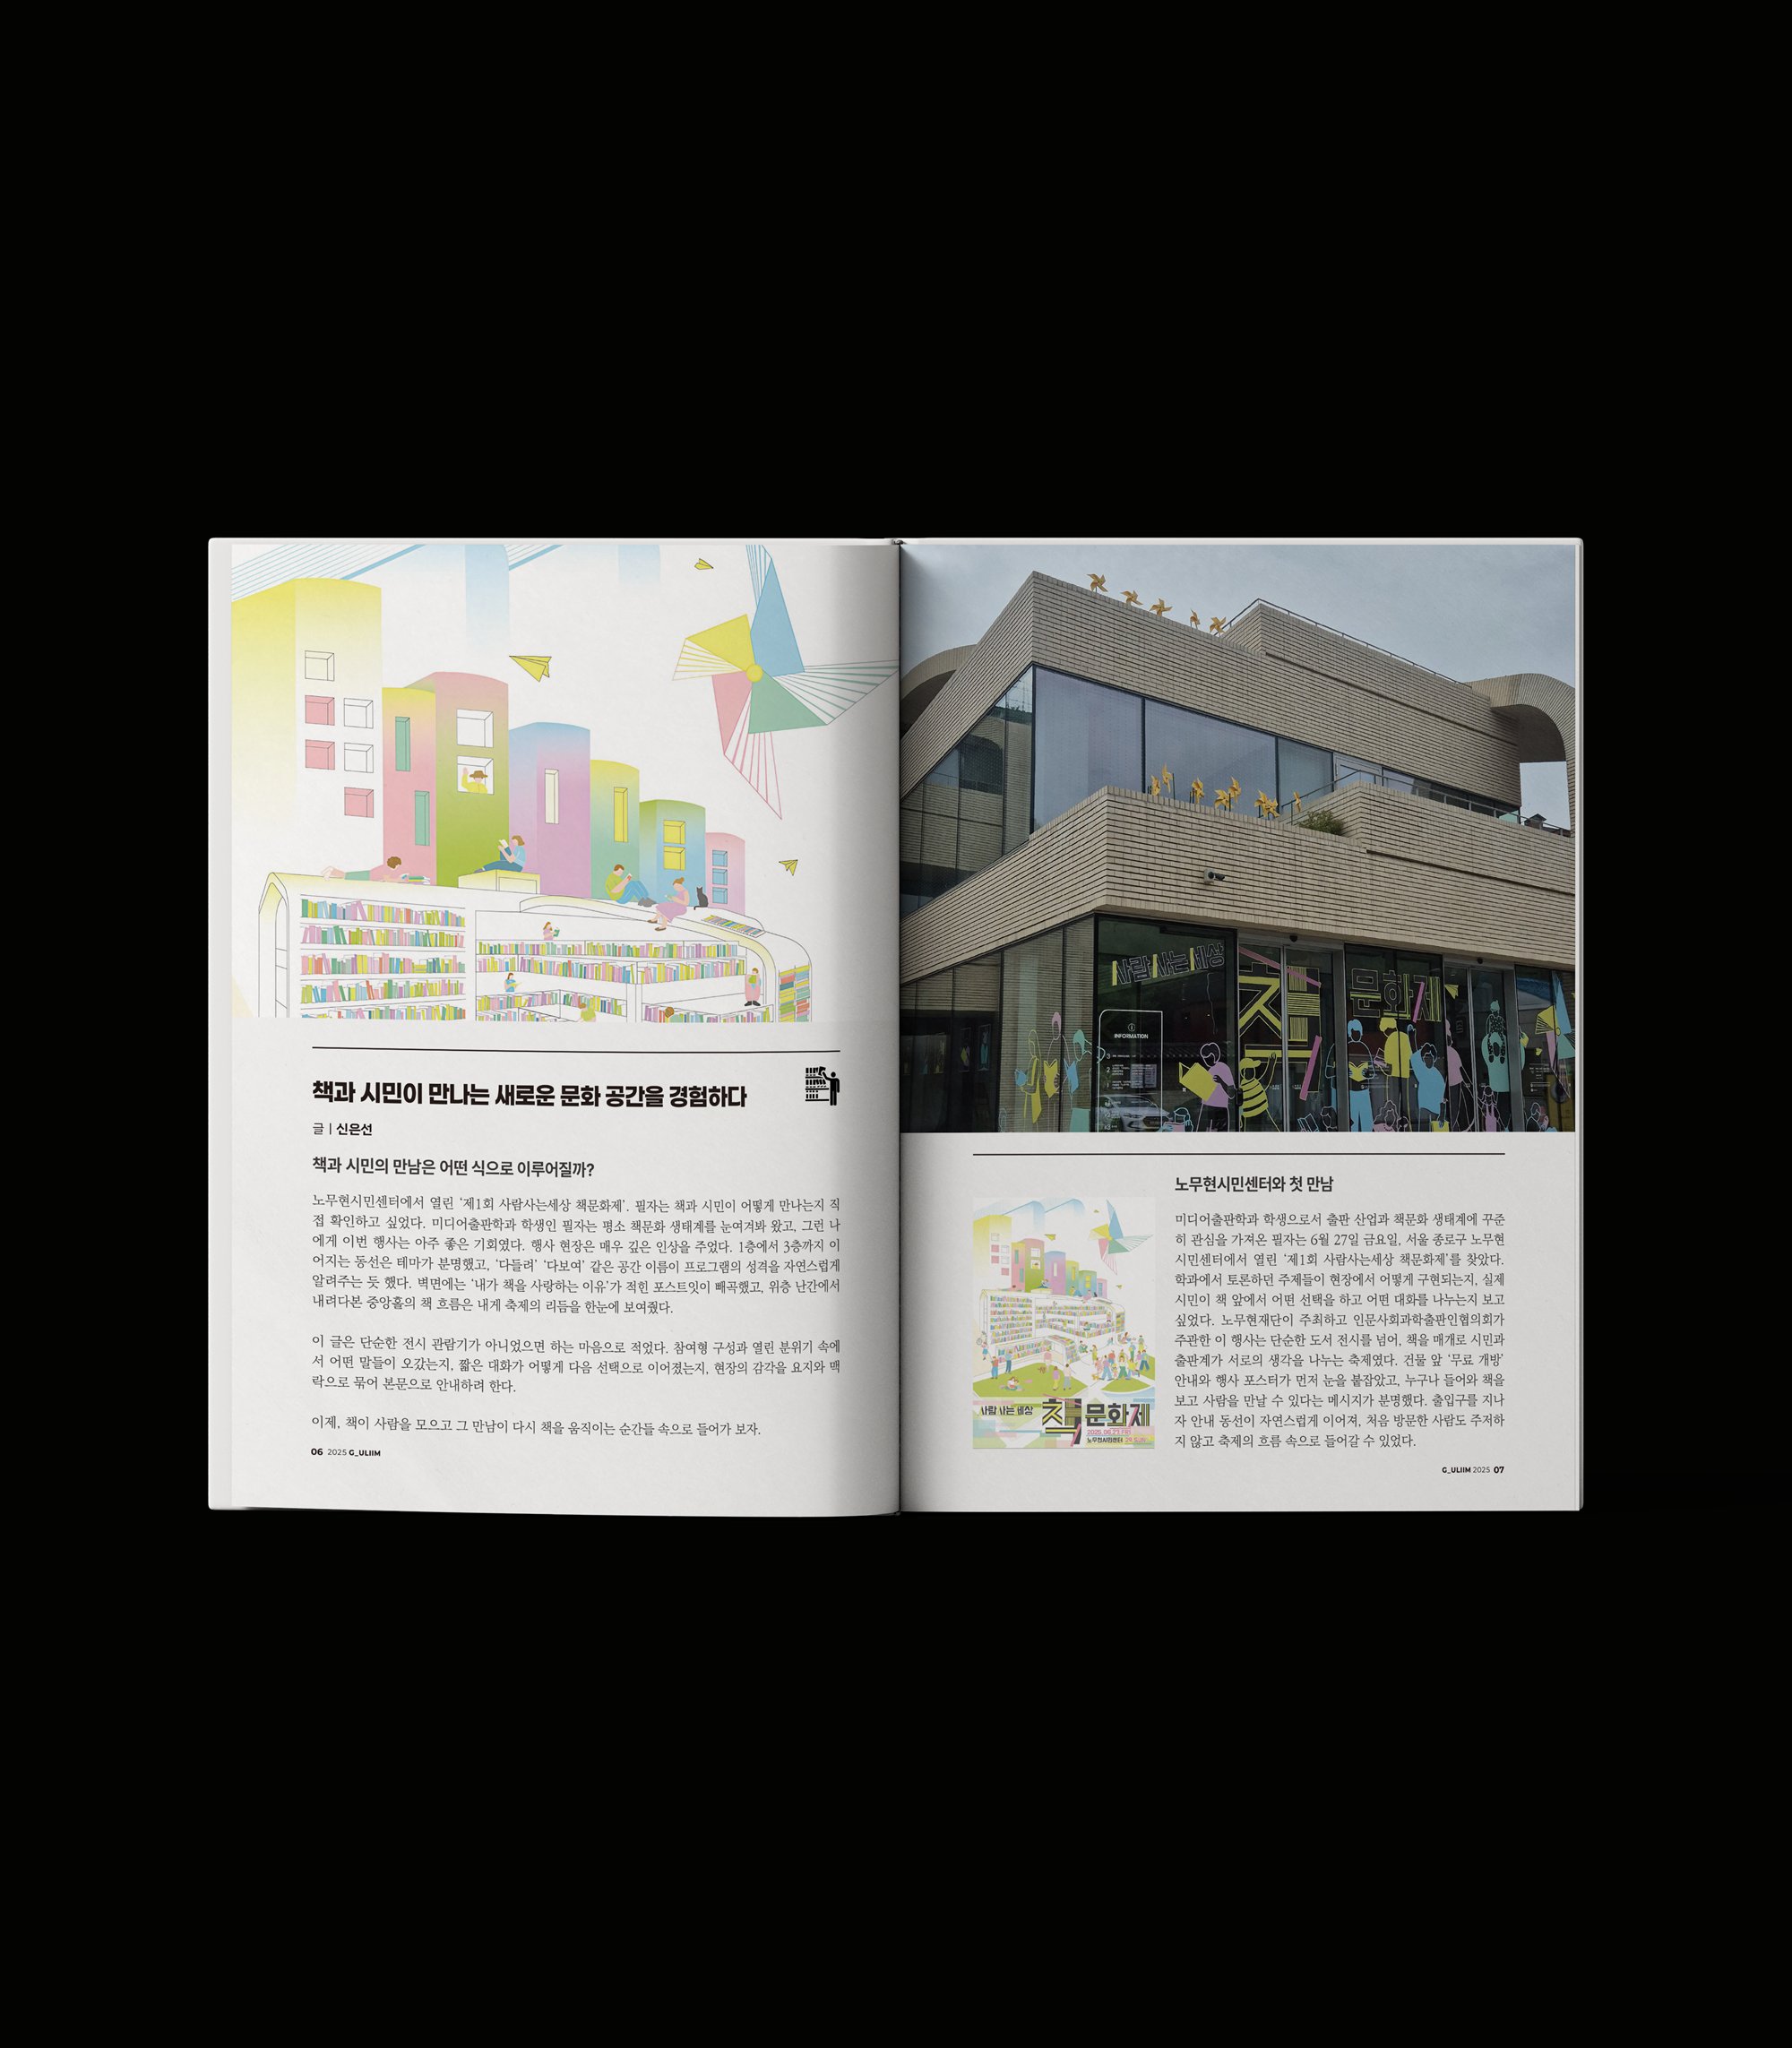 책과 시민이 만나는 새로운 문화 공간을 경험하다
글 | 신은선
책과 시민의 만남은 어떤 식으로 이루어질까?
노무현시민센터에서 열린 ‘제1회 사람사는세상 책문화제’. 필자는 책과 시민이 어떻게 만나는지 직
접 확인하고 싶었다. 미디어출판학과 학생인 필자는 평소 책문화 생태계를 눈여겨봐 왔고, 그런 나
에게 이번 행사는 아주 좋은 기회였다. 행사 현장은 매우 깊은 인상을 주었다. 1층에서 3층까지 이
어지는 동선은 테마가 분명했고, ‘다들려’ ‘다보여’ 같은 공간 이름이 프로그램의 성격을 자연스럽게
알려주는 듯 했다. 벽면에는 ‘내가 책을 사랑하는 이유’가 적힌 포스트잇이 빼곡했고, 위층 난간에서
내려다본 중앙홀의 책 흐름은 내게 축제의 리듬을 한눈에 보여줬다.
이 글은 단순한 전시 관람기가 아니었으면 하는 마음으로 적었다. 참여형 구성과 열린 분위기 속에
서 어떤 말들이 오갔는지, 짧은 대화가 어떻게 다음 선택으로 이어졌는지, 현장의 감각을 요지와 맥
락으로 묶어 본문으로 안내하려 한다.
이제, 책이 사람을 모으고 그 만남이 다시 책을 움직이는 순간들 속으로 들어가 보자.
06 2025 G_ULIIM
사람사는세상
책
문화제
INFORMATION
노무현시민센터와 첫 만남
미디어출판학과 학생으로서 출판 산업과 책문화 생태계에 꾸준
히 관심을 가져온 필자는 6월 27일 금요일, 서울 종로구 노무현
시민센터에서 열린 ‘제1회 사람사는세상 책문화제’를 찾았다.
학과에서 토론하던 주제들이 현장에서 어떻게 구현되는지, 실제
시민이 책 앞에서 어떤 선택을 하고 어떤 대화를 나누는지 보고
싶었다. 노무현재단이 주최하고 인문사회과학출판인협의회가
주관한 이 행사는 단순한 도서 전시를 넘어, 책을 매개로 시민과
출판계가 서로의 생각을 나누는 축제였다. 건물 앞 ‘무료 개방’
안내와 행사 포스터가 먼저 눈을 붙잡았고, 누구나 들어와 책을
보고 사람을 만날 수 있다는 메시지가 분명했다. 출입구를 지나
자 안내 동선이 자연스럽게 이어져, 처음 방문한 사람도 주저하
지 않고 축제의 흐름 속으로 들어갈 수 있었다.
사람 사는 세상 책 문화제
2025. 06. 27. FRI
노무현시민센터
G_ULIIM 2025 07